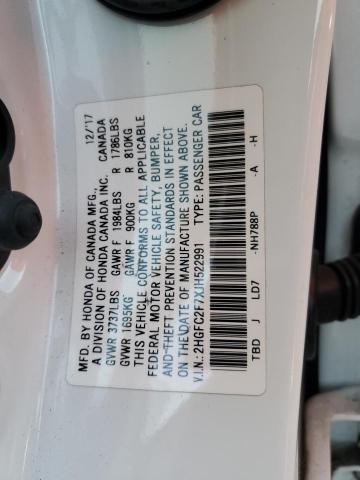 MFD. BY HONDA OF CANADA MFG., 12/17
A DIVISION OF HONDA CANADA INC. CANADA
GVWR 3737LBS GAWR F 1984LBS R 1786LBS
GVWR 1695KG GAWR F 900KG R 810KG
THIS VEHICLE CONFORMS TO ALL APPLICABLE
FEDERAL MOTOR VEHICLE SAFETY, BUMPER,
AND THEFT PREVENTION STANDARDS IN EFFECT
ON THE DATE OF MANUFACTURE SHOWN ABOVE.
V.I.N.: 2HGFC2F7XJH522991 TYPE: PASSENGER CAR
TBD J LD7 -NH788P -A -H